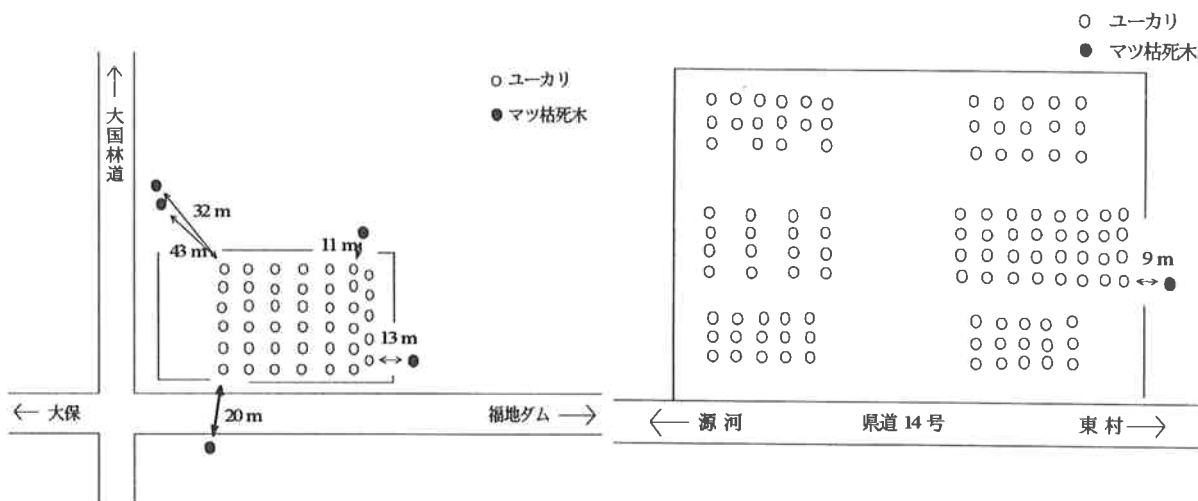 ○ ユーカリ
● マツ枯死木
大国林道
32 m
43 m
11 m
13 m
20 m
← 大保
福地ダム →
○ ユーカリ
● マツ枯死木
9 m
← 源 河
県道 14 号
東 村 →